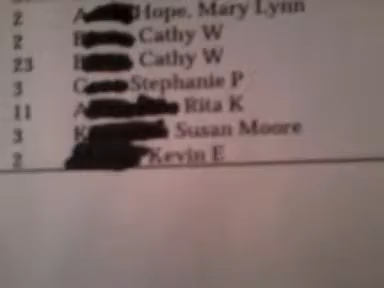 2 A Hope, Mary Lynn
2 B Cathy W
23 B Cathy W
3 C Stephanie P
11 A Rita K
3 K Susan Moore
2 Kevin E